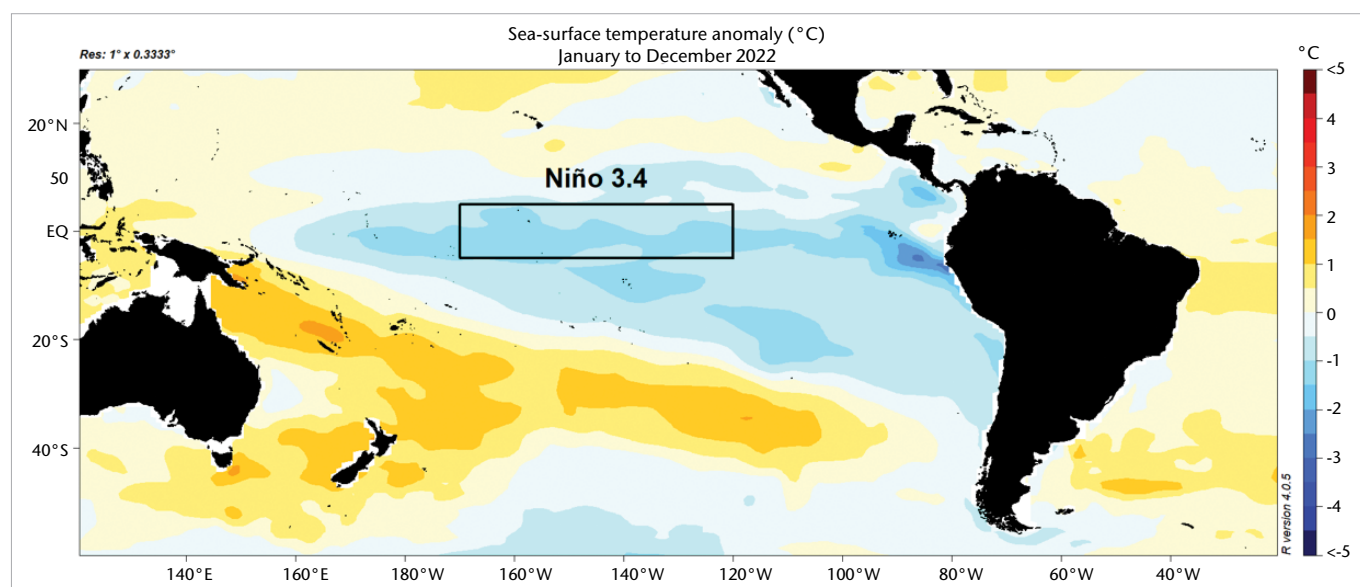 Sea-surface temperature anomaly (°C)
January to December 2022
Res: 1° x 0.3333°
°C
<5
4
3
2
1
0
-1
-2
-3
-4
<-5
20°N
50
EQ
20°S
40°S
Niño 3.4
140°E
160°E
180°W
160°W
140°W
120°W
100°W
80°W
60°W
40°W
R version 4.0.5